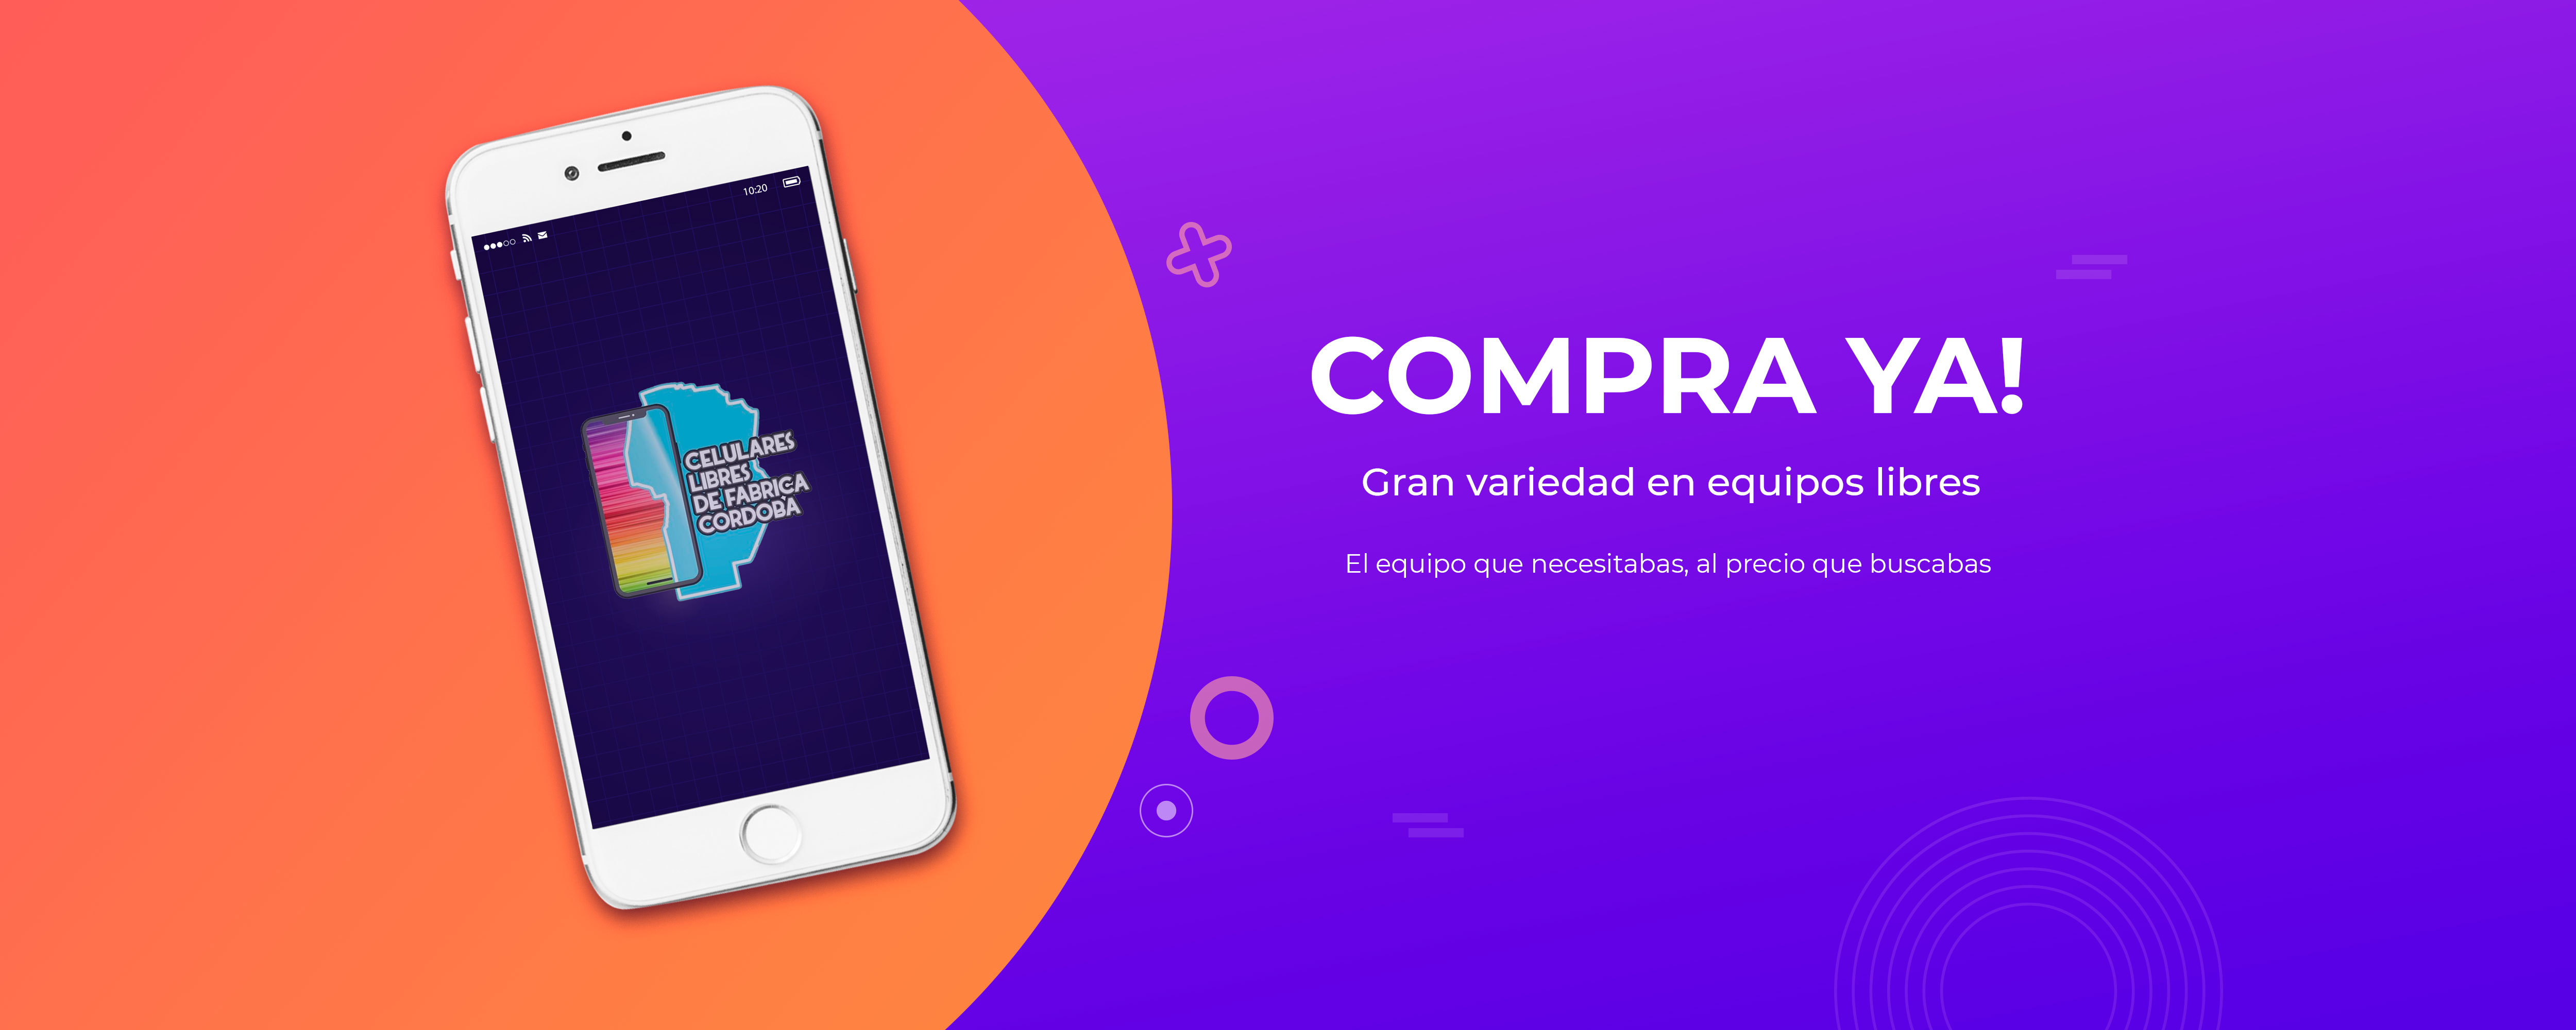 10:20
CELULARES
LIBRES
DE FABRICA
CORDOBA
COMPRA YA!
Gran variedad en equipos libres
El equipo que necesitabas, al precio que buscabas